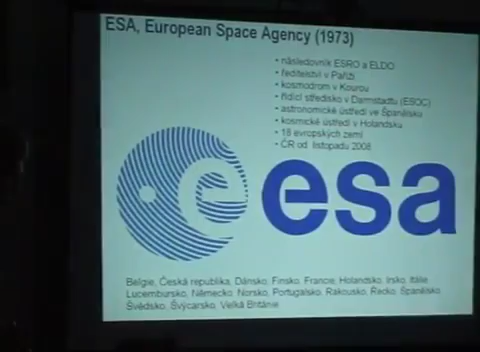 ESA, European Space Agency (1973)
• následovník ESRO a ELDO
• ředitelství v Paříži
• kosmodrom v Kourou
• řídící středisko v Darmstadtu (ESOC)
• astronomické ústředí ve Španělsku
• kosmické ústředí v Holandsku
• 18 evropských zemí
• ČR od listopadu 2008
esa
Belgie, Česká republika, Dánsko, Finsko, Francie, Holandsko, Irsko, Itálie
Lucembursko, Německo, Norsko, Portugalsko, Rakousko, Řecko, Španělsko,
Švédsko, Švýcarsko, Velká Británie